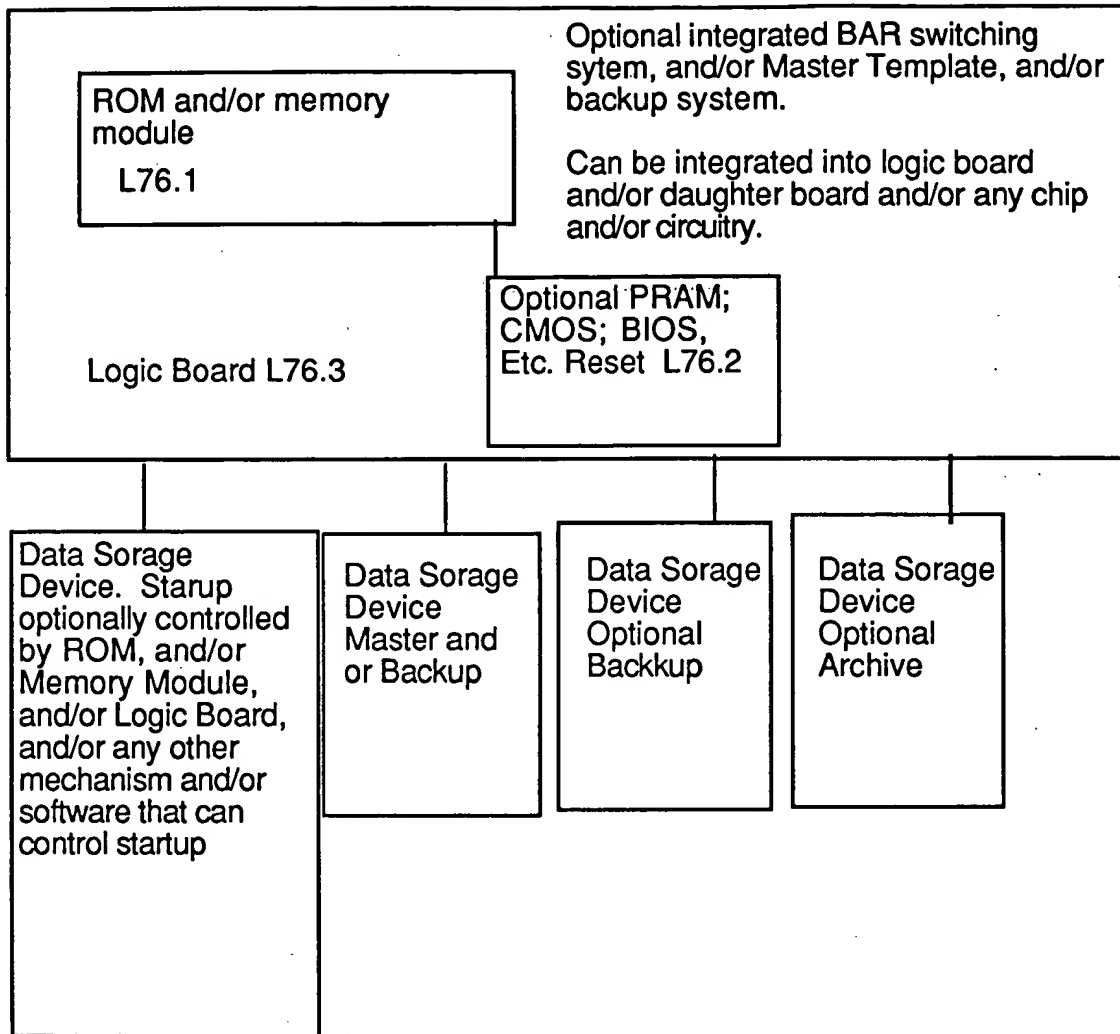 Optional integrated BAR switching
sytem, and/or Master Template, and/or
backup system.
Can be integrated into logic board
and/or daughter board and/or any chip
and/or circuitry.
ROM and/or memory
module
L76.1
Optional PRAM;
CMOS; BIOS,
Etc. Reset L76.2
Logic Board L76.3
Data Sorage
Device. Starup
optionally controlled
by ROM, and/or
Memory Module,
and/or Logic Board,
and/or any other
mechanism and/or
software that can
control startup
Data Sorage
Device
Master and
or Backup
Data Sorage
Device
Optional
Backkup
Data Sorage
Device
Optional
Archive